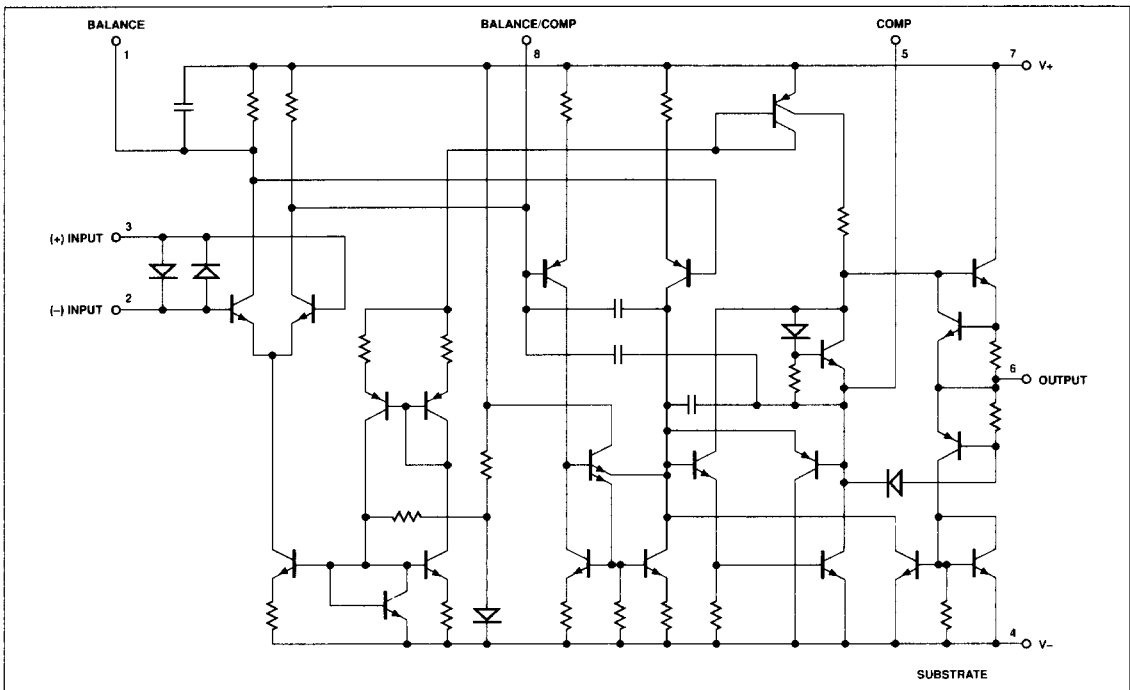 BALANCE
1
BALANCE/COMP
8
COMP
5
7
V+
3
(+) INPUT
2
(−) INPUT
6
OUTPUT
4
V−
SUBSTRATE